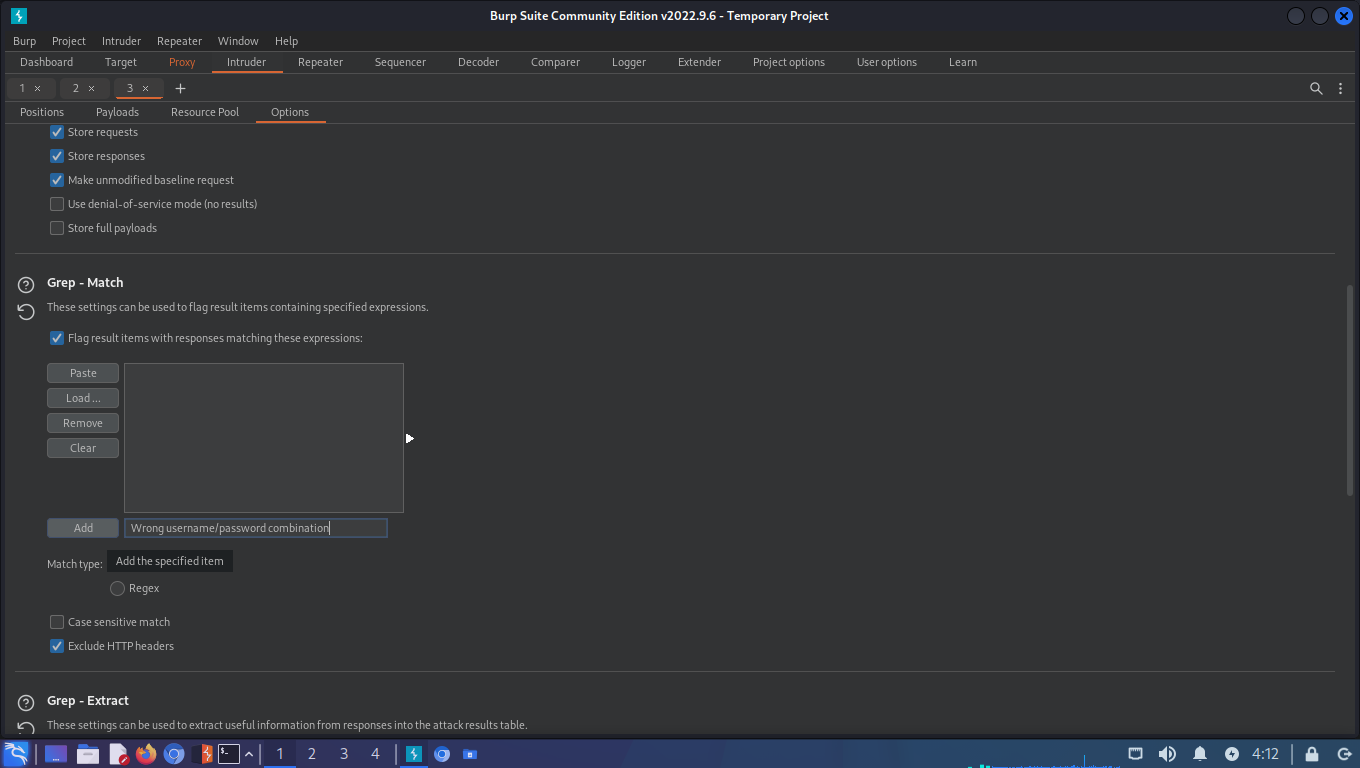 Burp Suite Community Edition v2022.9.6 - Temporary Project
Burp Project Intruder Repeater Window Help
Dashboard Target Proxy Intruder Repeater Sequencer Decoder Comparer Logger Extender Project options User options Learn
1 × 2 × 3 × +
Positions Payloads Resource Pool Options
Store requests
Store responses
Make unmodified baseline request
Use denial-of-service mode (no results)
Store full payloads
Grep - Match
These settings can be used to flag result items containing specified expressions.
Flag result items with responses matching these expressions:
Paste
Load ...
Remove
Clear
Add Wrong username/password combination
Match type: Add the specified item
Regex
Case sensitive match
Exclude HTTP headers
Grep - Extract
These settings can be used to extract useful information from responses into the attack results table.
1 2 3 4 4:12